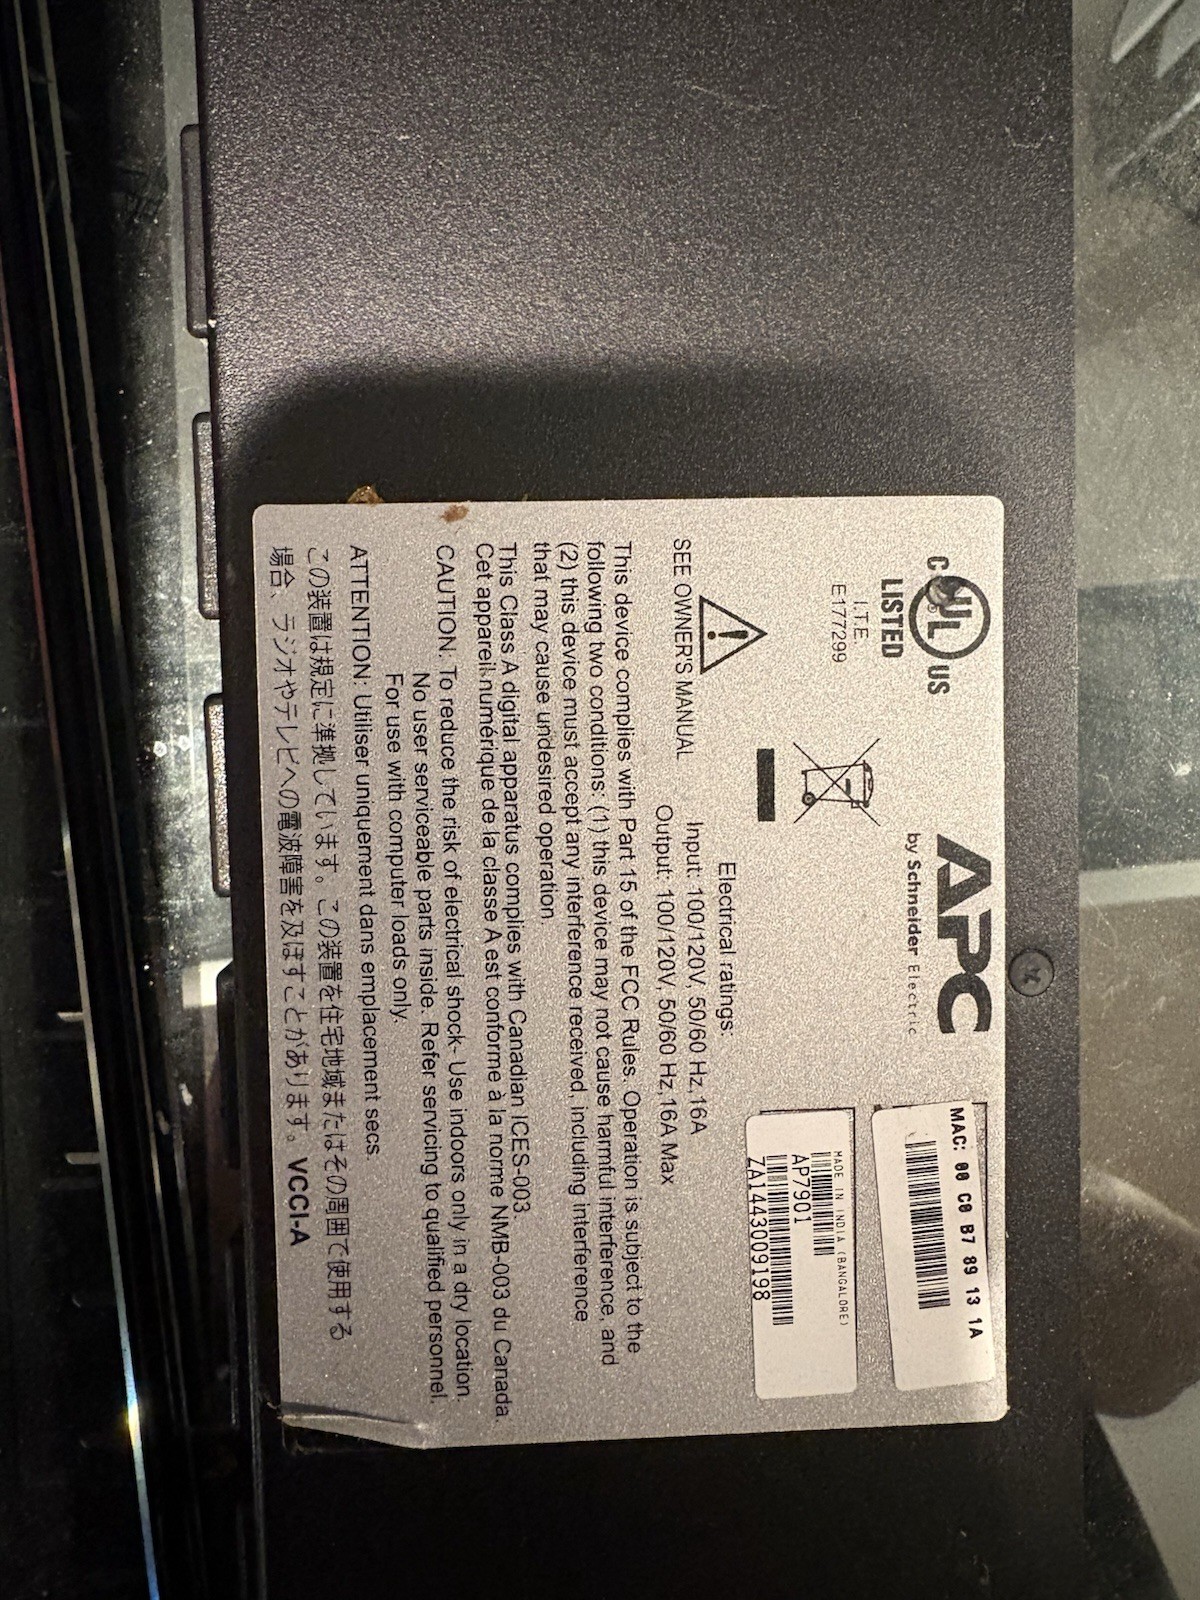 c UL ® US
LISTED
I.T.E.
E177299
APC
by Schneider Electric
MAC: 00 C0 B7 89 13 1A
MADE IN INDIA (BANGALORE)
AP7901
ZA1443009198
SEE OWNER'S MANUAL
Electrical ratings:
Input: 100/120V, 50/60 Hz,16A
Output: 100/120V, 50/60 Hz,16A Max
This device complies with Part 15 of the FCC Rules. Operation is subject to the
following two conditions: (1) this device may not cause harmful interference, and
(2) this device must accept any interference received, including interference
that may cause undesired operation.
This Class A digital apparatus complies with Canadian ICES-003.
Cet appareil numérique de la classe A est conforme à la norme NMB-003 du Canada.
CAUTION: To reduce the risk of electrical shock- Use indoors only in a dry location.
No user serviceable parts inside. Refer servicing to qualified personnel.
For use with computer loads only.
ATTENTION: Utiliser uniquement dans emplacement secs.
この装置は規定に準拠しています。この装置を住宅地域またはその周囲で使用する
場合、ラジオやテレビへの電波障害を及ぼすことがあります。VCCI-A